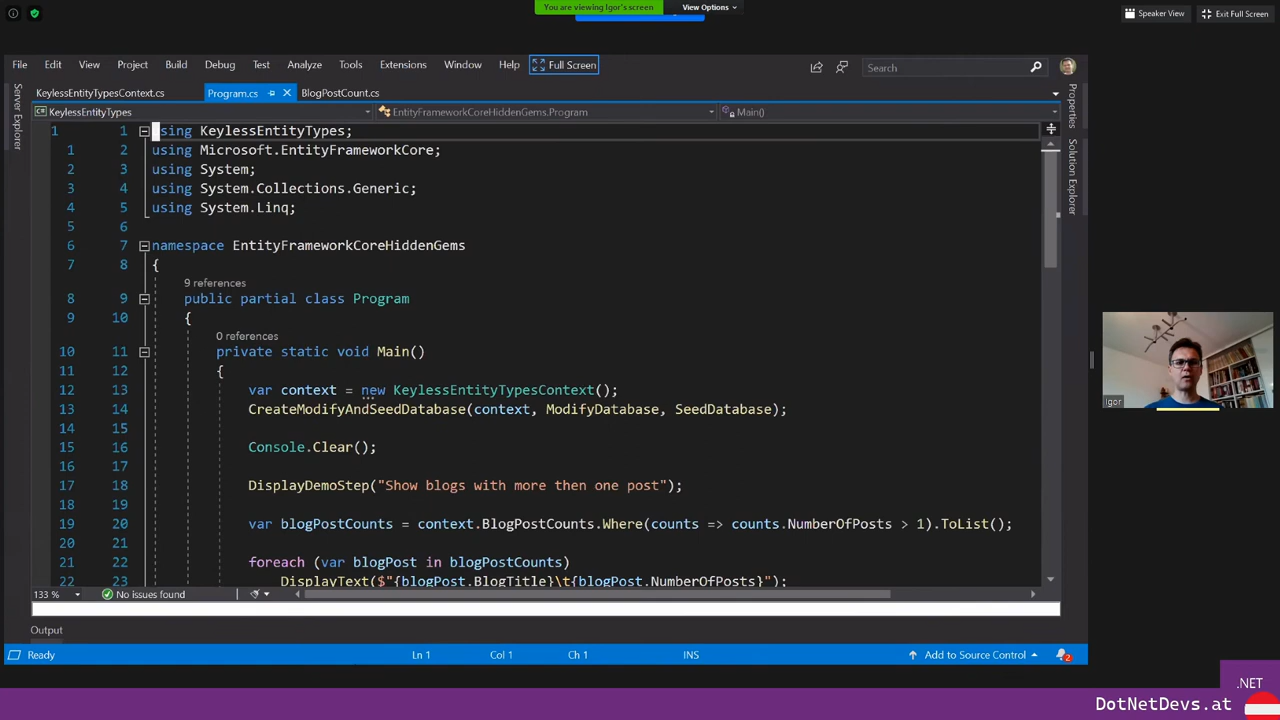 You are viewing Igor's screen
View Options
Speaker View
Exit Full Screen
File Edit View Project Build Debug Test Analyze Tools Extensions Window Help Full Screen
Search
Server Explorer
KeylessEntityTypesContext.cs
Program.cs
BlogPostCount.cs
KeylessEntityTypes
EntityFrameworkCoreHiddenGems.Program
Main()
Properties
Solution Explorer
1 1 using KeylessEntityTypes;
1 2 using Microsoft.EntityFrameworkCore;
2 3 using System;
3 4 using System.Collections.Generic;
4 5 using System.Linq;
5 6
6 7 namespace EntityFrameworkCoreHiddenGems
7 8 {
9 references
8 9 public partial class Program
9 10 {
0 references
10 11 private static void Main()
11 12 {
12 13 var context = new KeylessEntityTypesContext();
13 14 CreateModifyAndSeedDatabase(context, ModifyDatabase, SeedDatabase);
14 15
15 16 Console.Clear();
16 17
17 18 DisplayDemoStep("Show blogs with more then one post");
18 19
19 20 var blogPostCounts = context.BlogPostCounts.Where(counts => counts.NumberOfPosts > 1).ToList();
20 21
21 22 foreach (var blogPost in blogPostCounts)
22 23 DisplayText($"{blogPost.BlogTitle}\t{blogPost.NumberOfPosts}");
133 %
No issues found
Output
Ready
Ln 1
Col 1
Ch 1
INS
Add to Source Control
2
Igor
.NET
DotNetDevs.at